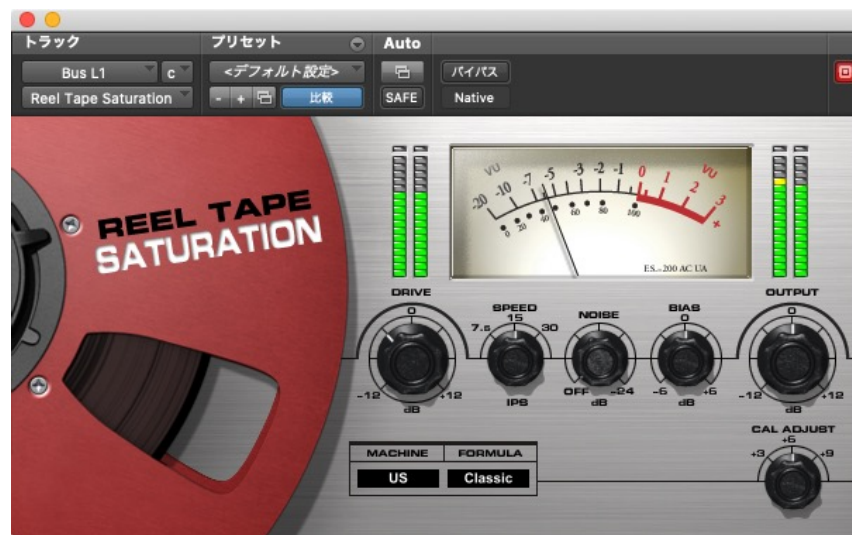 トラック プリセット Auto
Bus L1 c <デフォルト設定> バイパス
Reel Tape Saturation - + 比較 SAFE Native
REEL TAPE
SATURATION
VU VU
-20 -10 -7 -5 -3 -2 -1 0 1 2 3
0 20 40 60 80 100 +
E.S.=200 AC UA
DRIVE OUTPUT
0 SPEED NOISE BIAS 0
7.5 15 30 0
-12 +12 OFF -24 -6 +6 -12 +12
dB IPS dB dB dB
CAL ADJUST
+3 +6 +9
MACHINE FORMULA
US Classic